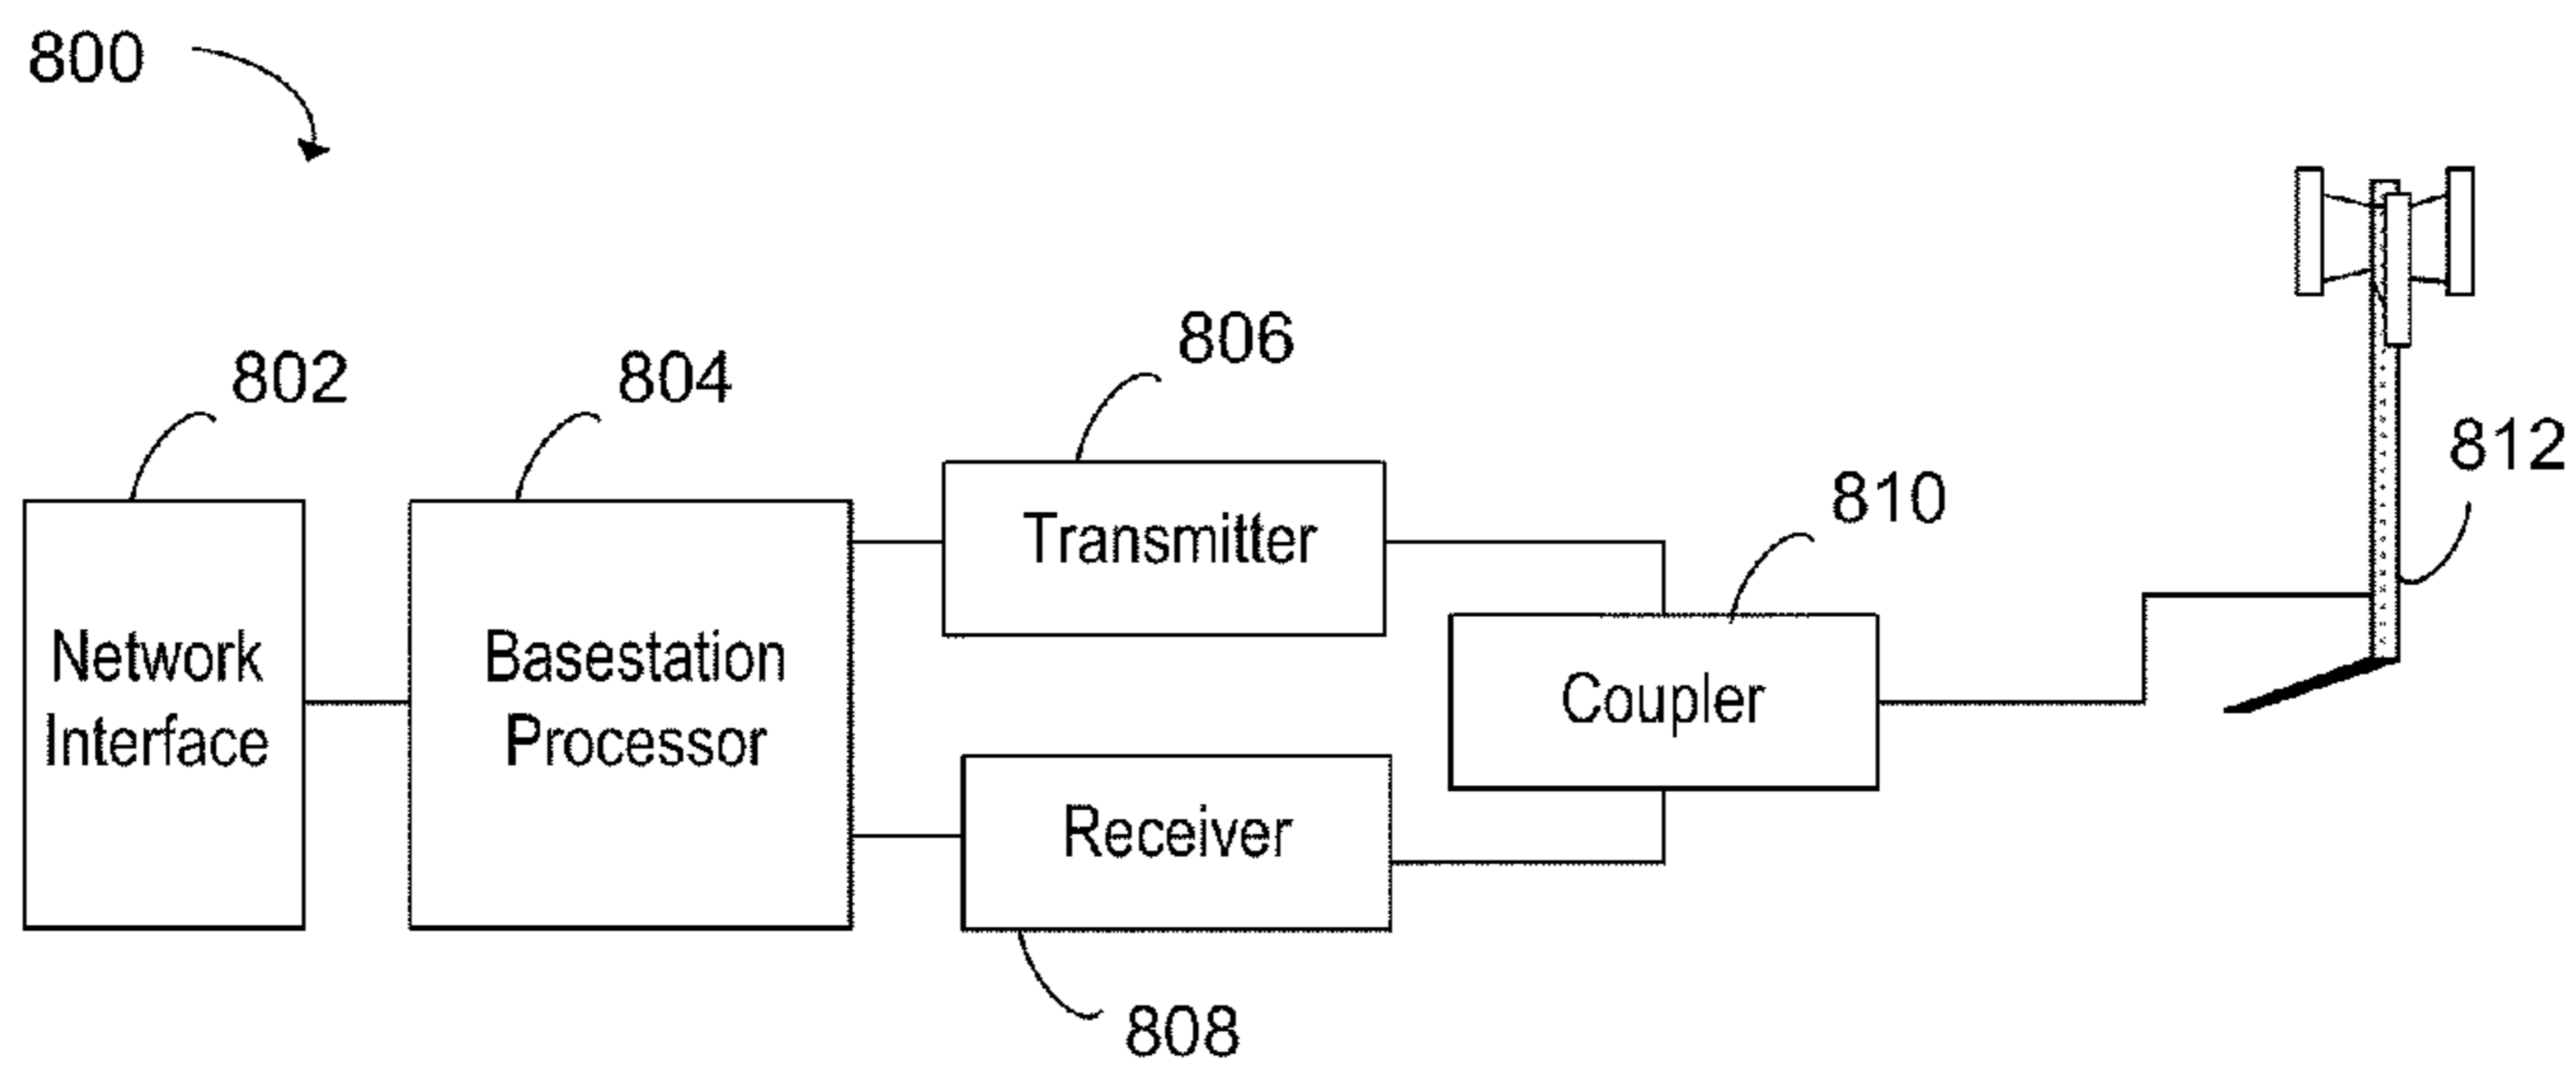 800
802
804
806
810
812
Network
Interface
Basestation
Processor
Transmitter
Receiver
Coupler
808